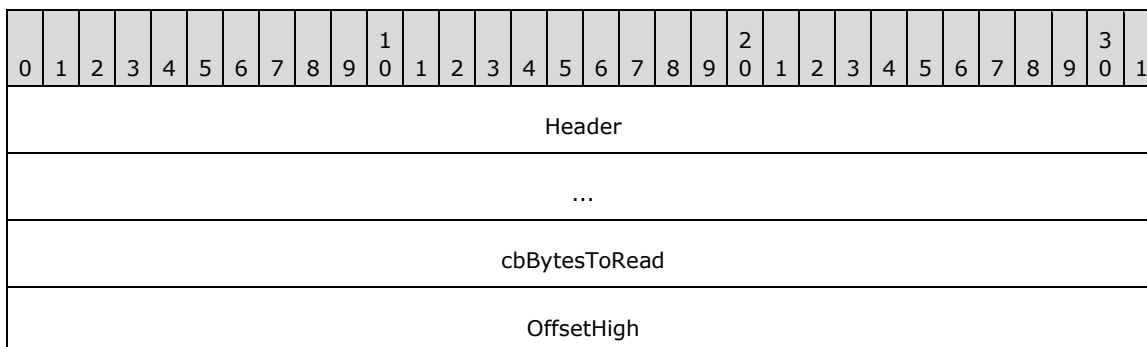 1 2 3
0 1 2 3 4 5 6 7 8 9 0 1 2 3 4 5 6 7 8 9 0 1 2 3 4 5 6 7 8 9 0 1
Header
...
cbBytesToRead
OffsetHigh